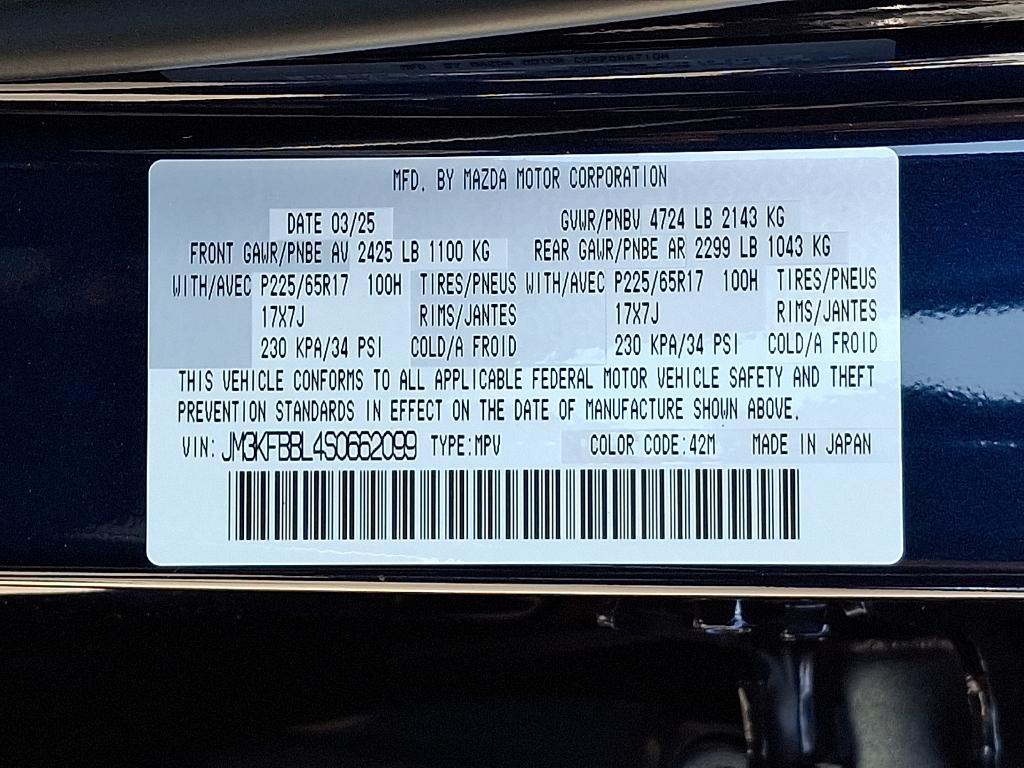 MFD. BY MAZDA MOTOR CORPORATION
DATE 03/25 GVWR/PNBV 4724 LB 2143 KG
FRONT GAWR/PNBE AV 2425 LB 1100 KG REAR GAWR/PNBE AR 2299 LB 1043 KG
WITH/AVEC P225/65R17 100H TIRES/PNEUS WITH/AVEC P225/65R17 100H TIRES/PNEUS
17X7J RIMS/JANTES 17X7J RIMS/JANTES
230 KPA/34 PSI COLD/A FROID 230 KPA/34 PSI COLD/A FROID
THIS VEHICLE CONFORMS TO ALL APPLICABLE FEDERAL MOTOR VEHICLE SAFETY AND THEFT
PREVENTION STANDARDS IN EFFECT ON THE DATE OF MANUFACTURE SHOWN ABOVE.
VIN: JM3KFBBL4S0662099 TYPE:MPV COLOR CODE:42M MADE IN JAPAN